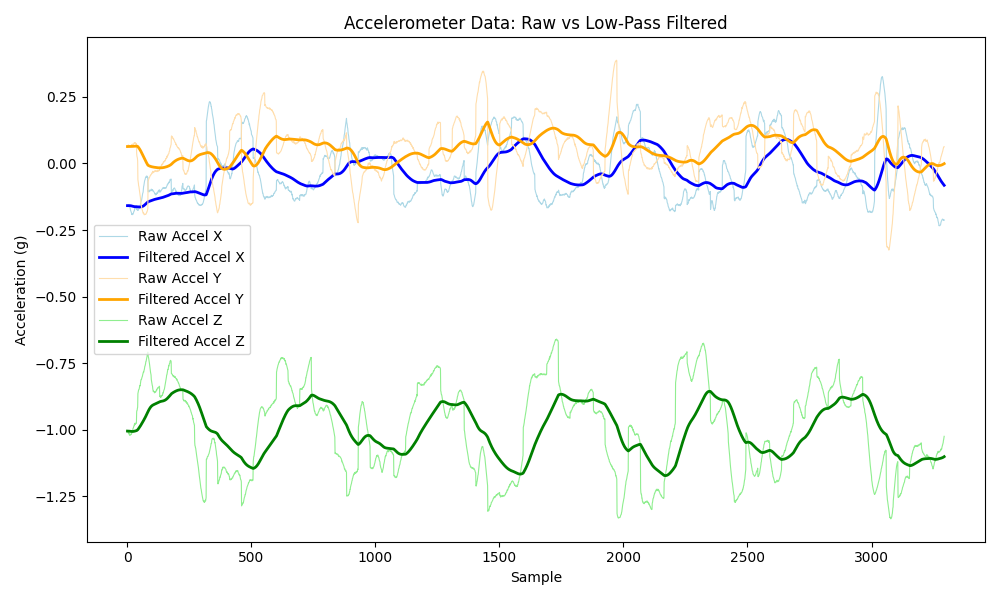 Accelerometer Data: Raw vs Low-Pass Filtered
Acceleration (g)
0.25
0.00
−0.25
−0.50
−0.75
−1.00
−1.25
Raw Accel X
Filtered Accel X
Raw Accel Y
Filtered Accel Y
Raw Accel Z
Filtered Accel Z
0 500 1000 1500 2000 2500 3000
Sample